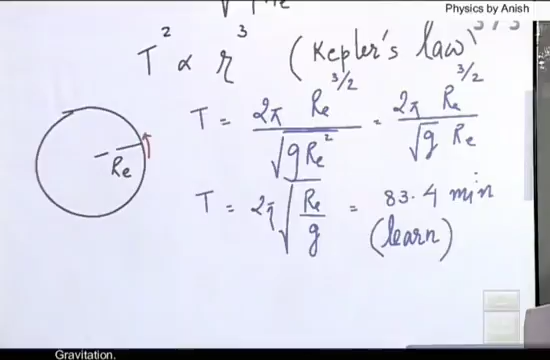 Physics by Anish
T² ∝ r³ (Kepler's law)
T = 2π Re^3/2 / √gRe² = 2π Re^3/2 / √g Re
Re
T = 2π √Re/g = 83.4 min
(learn)
Gravitation.